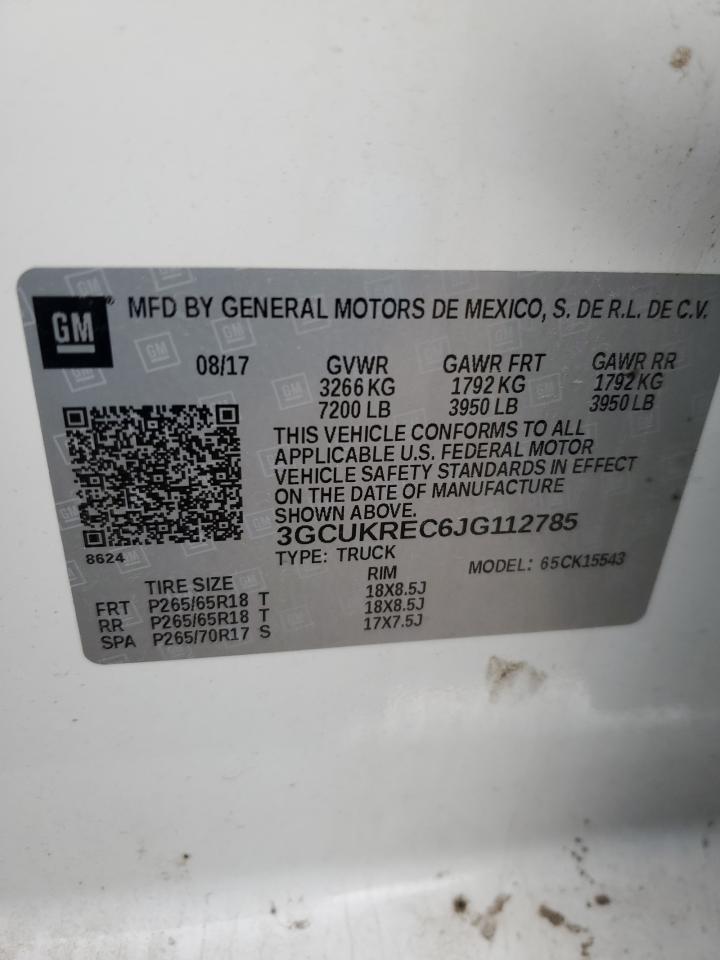 GM ® MFD BY GENERAL MOTORS DE MEXICO, S. DE R.L. DE C.V.
08/17 GVWR GAWR FRT GAWR RR
3266 KG 1792 KG 1792 KG
7200 LB 3950 LB 3950 LB
THIS VEHICLE CONFORMS TO ALL
APPLICABLE U.S. FEDERAL MOTOR
VEHICLE SAFETY STANDARDS IN EFFECT
ON THE DATE OF MANUFACTURE
SHOWN ABOVE.
3GCUKREC6JG112785
8624 TYPE: TRUCK MODEL: 65CK15543
TIRE SIZE RIM
FRT P265/65R18 T 18X8.5J
RR P265/65R18 T 18X8.5J
SPA P265/70R17 S 17X7.5J